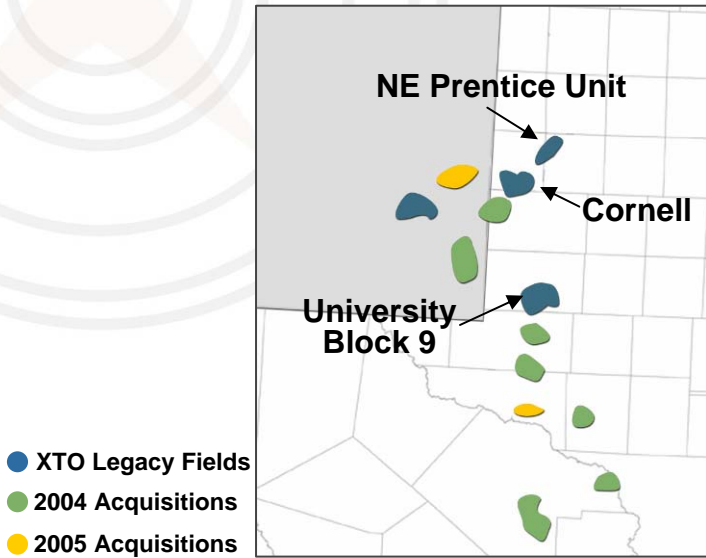 NE Prentice Unit
Cornell
University
Block 9
XTO Legacy Fields
2004 Acquisitions
2005 Acquisitions